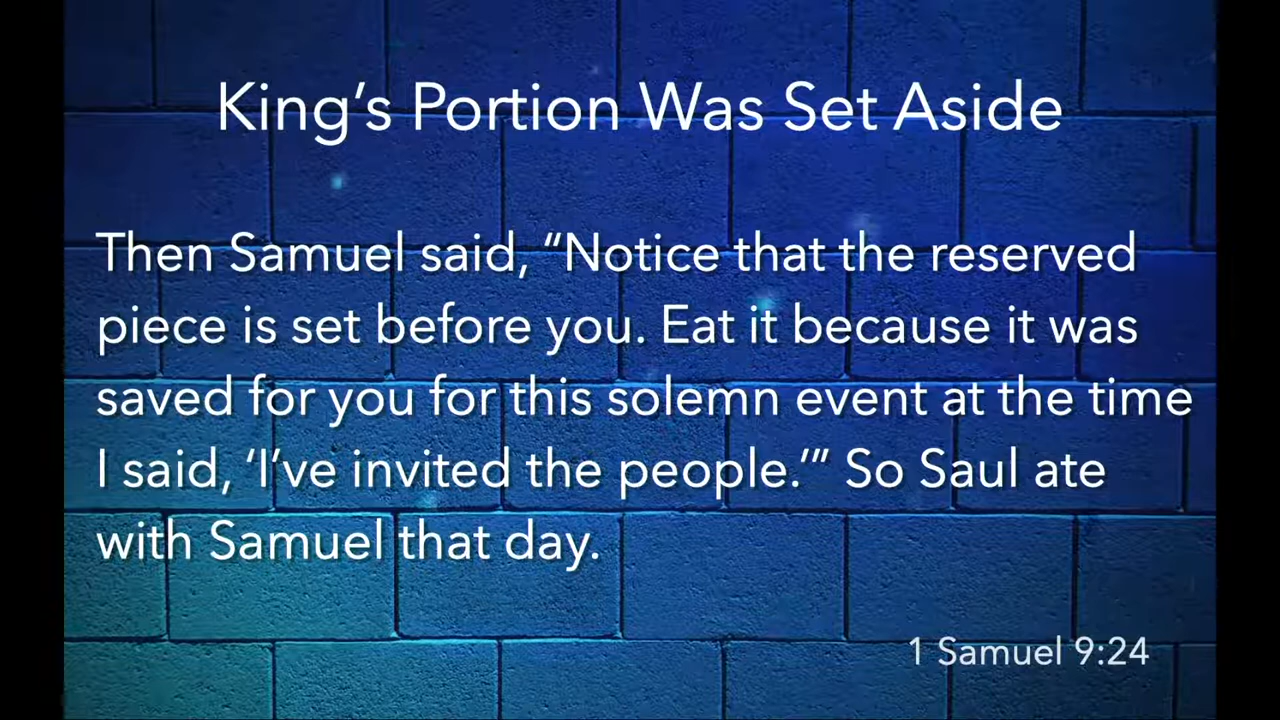 King’s Portion Was Set Aside
Then Samuel said, “Notice that the reserved
piece is set before you. Eat it because it was
saved for you for this solemn event at the time
I said, ‘I’ve invited the people.’” So Saul ate
with Samuel that day.
1 Samuel 9:24